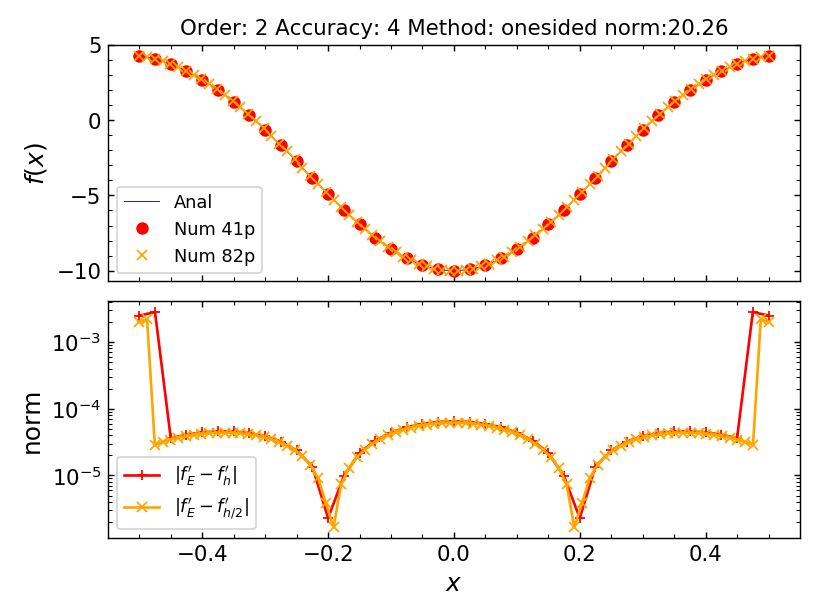 Order: 2 Accuracy: 4 Method: onesided norm:20.26
5
0
−5
−10
f(x)
Anal
Num 41p
Num 82p
10⁻³
10⁻⁴
10⁻⁵
norm
|f′_E − f′_h|
|f′_E − f′_{h/2}|
−0.4 −0.2 0.0 0.2 0.4
x